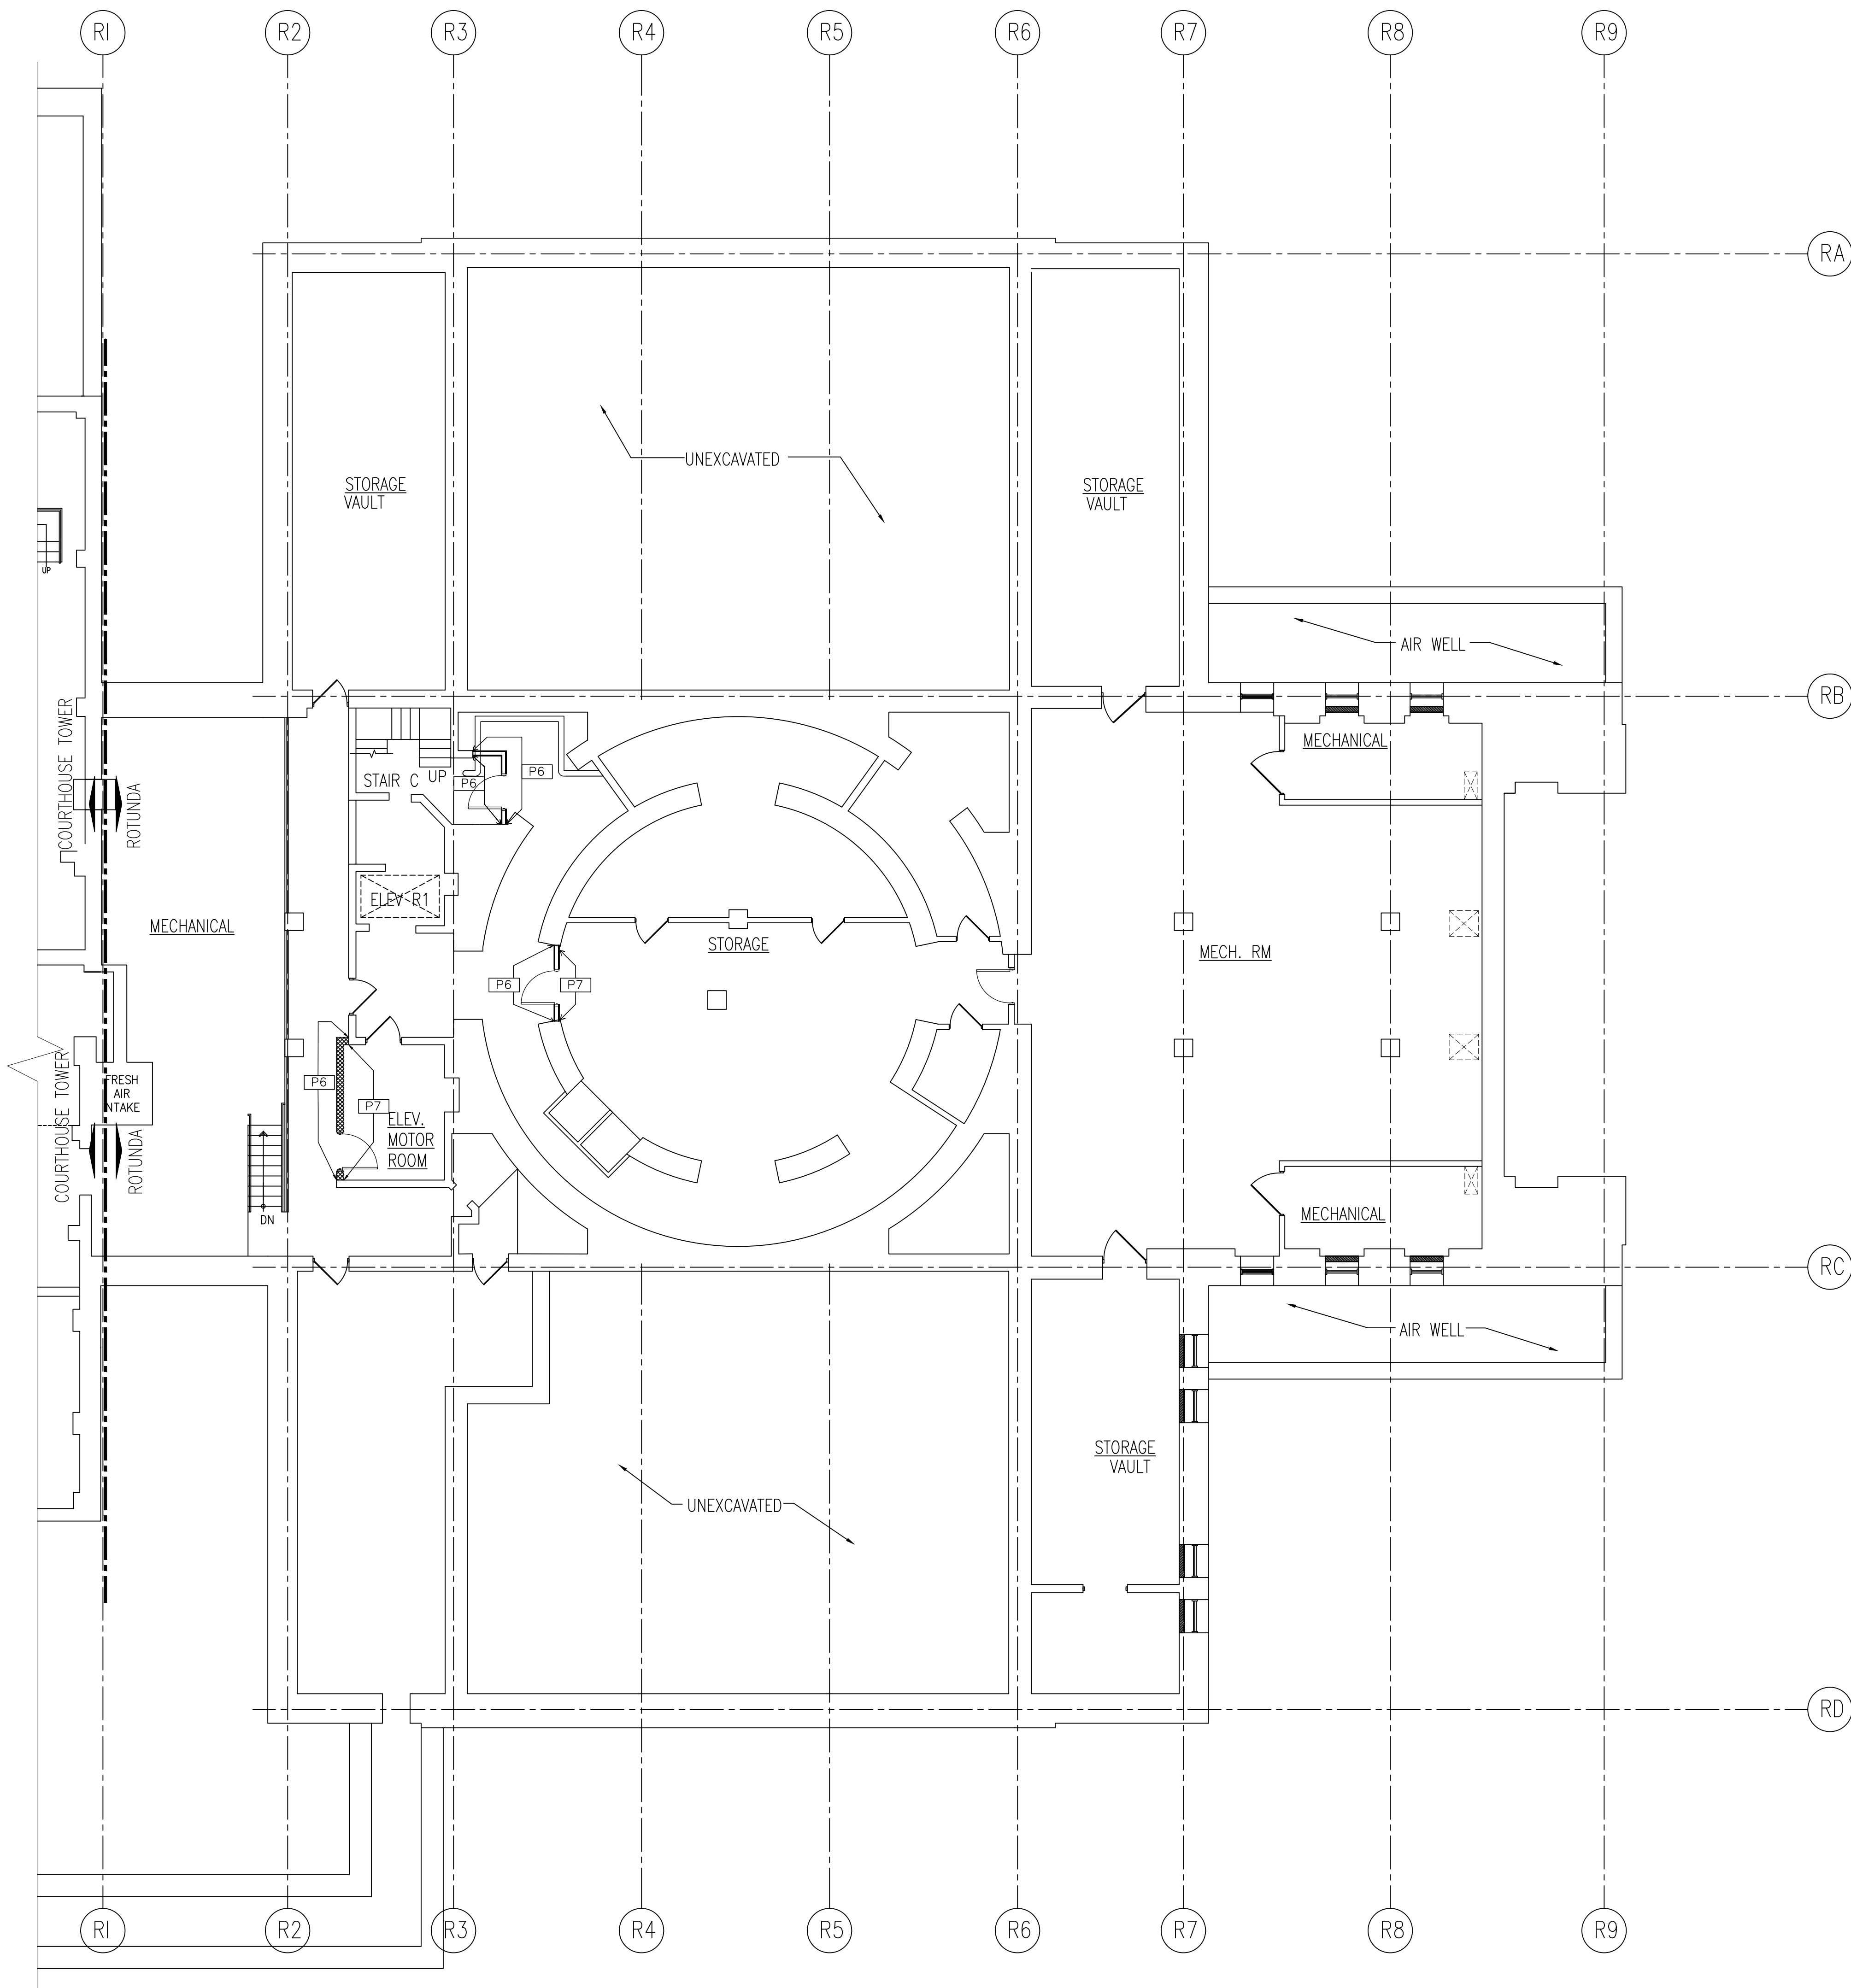 R1
R2
R3
R4
R5
R6
R7
R8
R9
RA
UNEXCAVATED
STORAGE
VAULT
STORAGE
VAULT
UP
AIR WELL
RB
COURTHOUSE TOWER
ROTUNDA
MECHANICAL
STAIR C
UP
P6
P6
ELEV R1
MECHANICAL
STORAGE
MECH. RM
P6
P7
COURTHOUSE TOWER
ROTUNDA
FRESH
AIR
NTAKE
P6
P7
ELEV.
MOTOR
ROOM
DN
MECHANICAL
RC
AIR WELL
STORAGE
VAULT
UNEXCAVATED
RD
R1
R2
R3
R4
R5
R6
R7
R8
R9